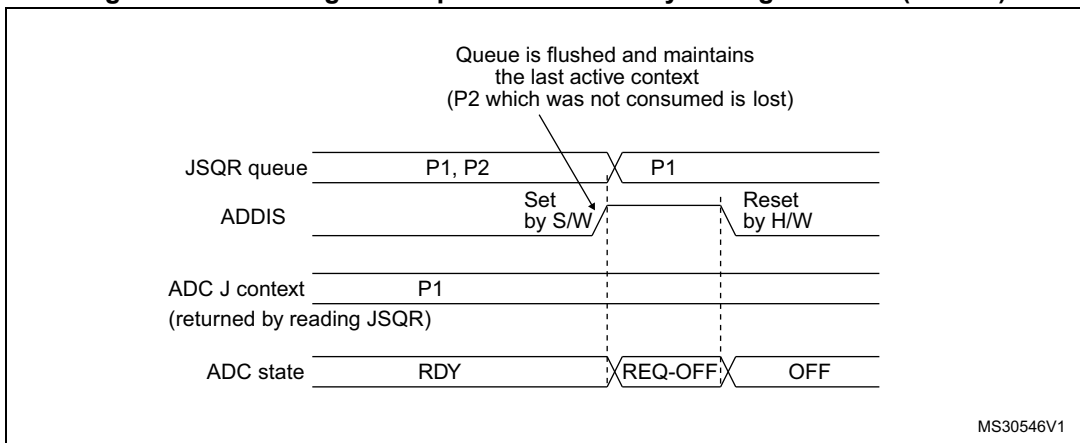 Queue is flushed and maintains
the last active context
(P2 which was not consumed is lost)
JSQR queue
P1, P2
P1
ADDIS
Set
by S/W
Reset
by H/W
ADC J context
(returned by reading JSQR)
P1
ADC state
RDY
REQ-OFF
OFF
MS30546V1